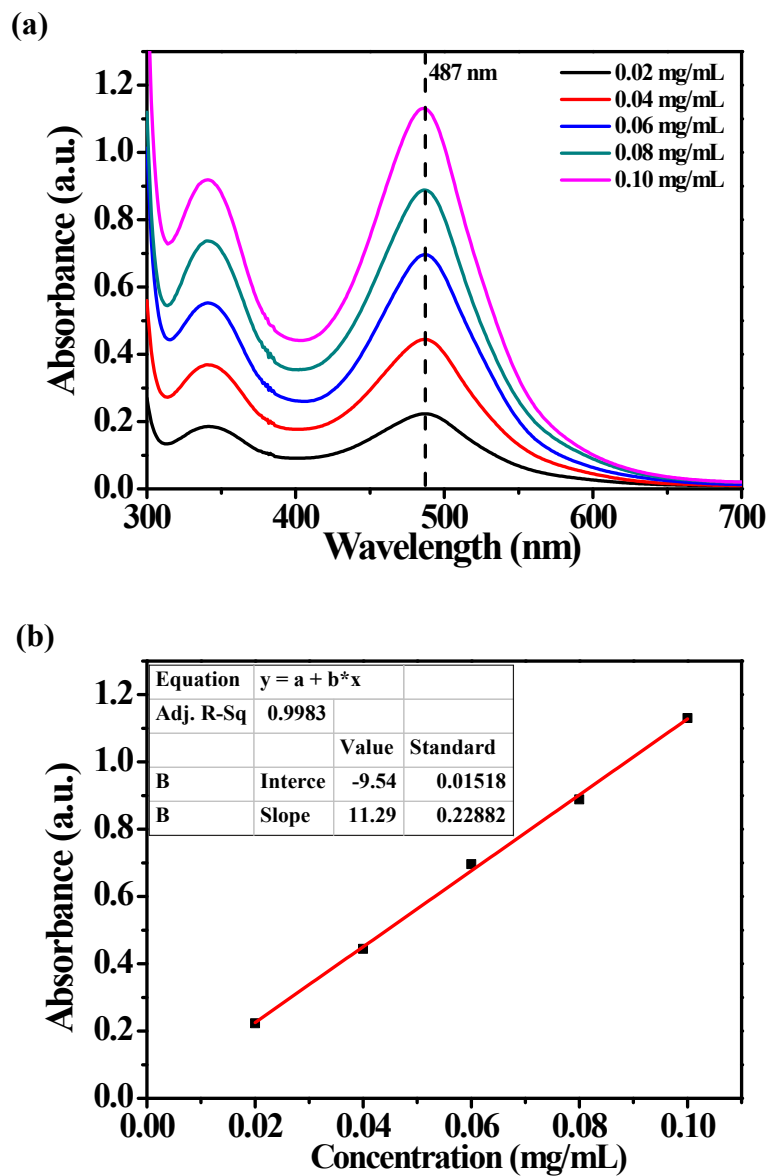 (a)
487 nm
0.02 mg/mL
0.04 mg/mL
0.06 mg/mL
0.08 mg/mL
0.10 mg/mL
1.2
1.0
0.8
0.6
0.4
0.2
0.0
Absorbance (a.u.)
300 400 500 600 700
Wavelength (nm)
(b)
Equation y = a + b*x
Adj. R-Sq 0.9983
Value Standard
B Interce -9.54 0.01518
B Slope 11.29 0.22882
1.2
1.0
0.8
0.6
0.4
0.2
0.0
Absorbance (a.u.)
0.00 0.02 0.04 0.06 0.08 0.10
Concentration (mg/mL)